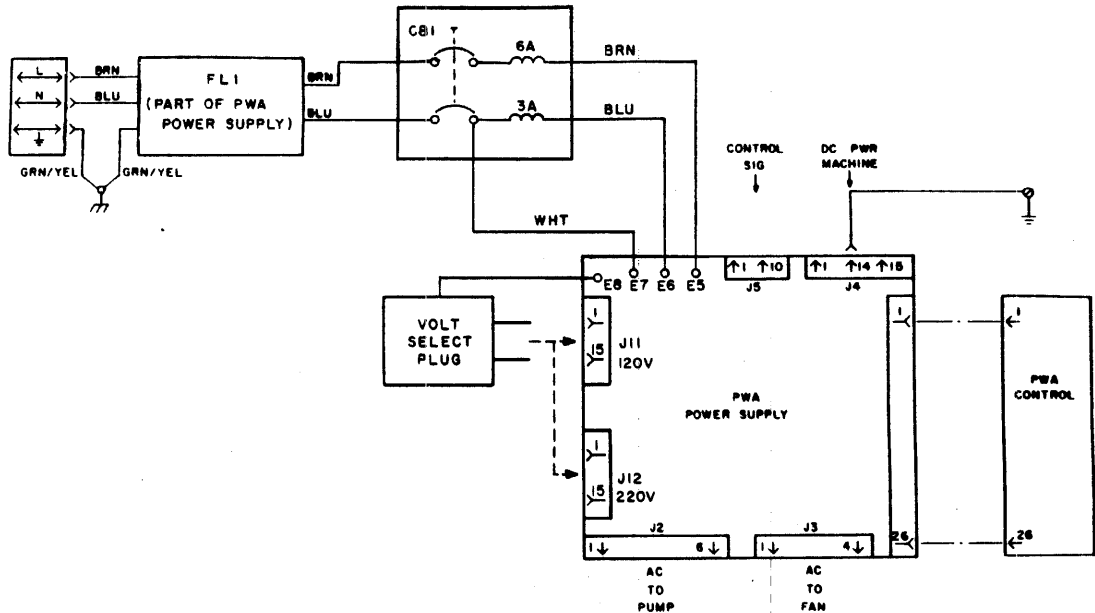 CB1
6A
BRN
L
BRN
FL1
BRN
N
BLU
(PART OF PWA
POWER SUPPLY)
BLU
3A
BLU
GRN/YEL
GRN/YEL
CONTROL
SIG
DC PWR
MACHINE
WHT
E8 E7 E6 E5
1 10
J5
1 14 15
J4
VOLT
SELECT
PLUG
1
15
J11
120V
1
1
PWA
POWER SUPPLY
PWA
CONTROL
1
15
J12
220V
J2
1 6
J3
1 4
26
26
AC
TO
PUMP
AC
TO
FAN